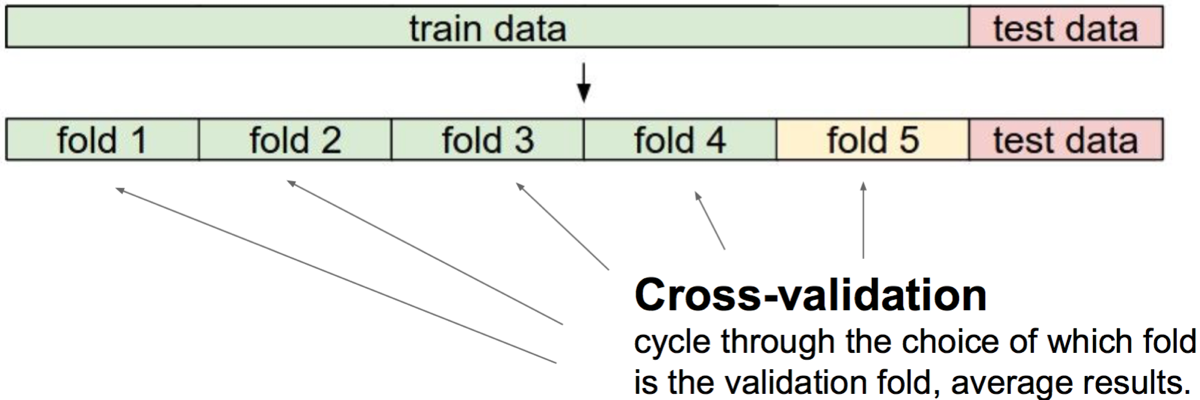 train data test data
fold 1 fold 2 fold 3 fold 4 fold 5 test data
Cross-validation
cycle through the choice of which fold
is the validation fold, average results.